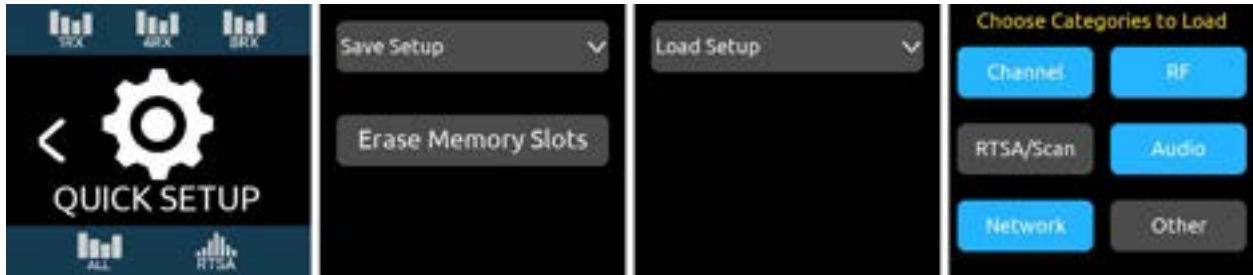 1RX 4RX 8RX
QUICK SETUP
ALL RTSA
Save Setup
Erase Memory Slots
Load Setup
Choose Categories to Load
Channel RF
RTSA/Scan Audio
Network Other